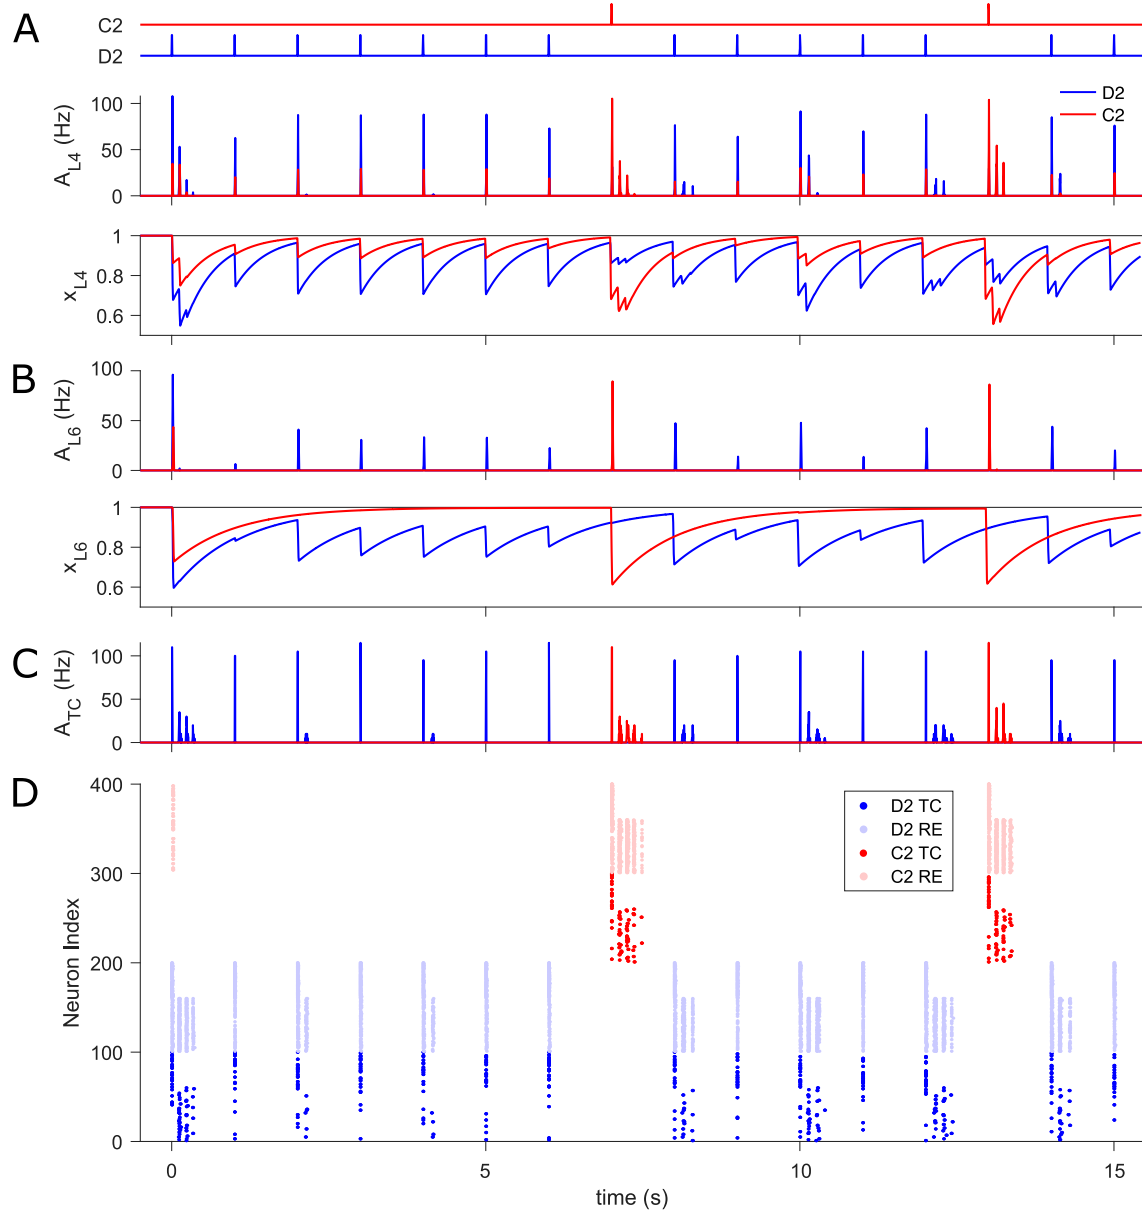 A
C2
D2
A_L4 (Hz)
100
50
0
D2
C2
x_L4
1
0.8
0.6
B
A_L6 (Hz)
100
50
0
x_L6
1
0.8
0.6
C
A_TC (Hz)
100
50
0
D
Neuron Index
400
300
200
100
0
D2 TC
D2 RE
C2 TC
C2 RE
0
5
10
15
time (s)